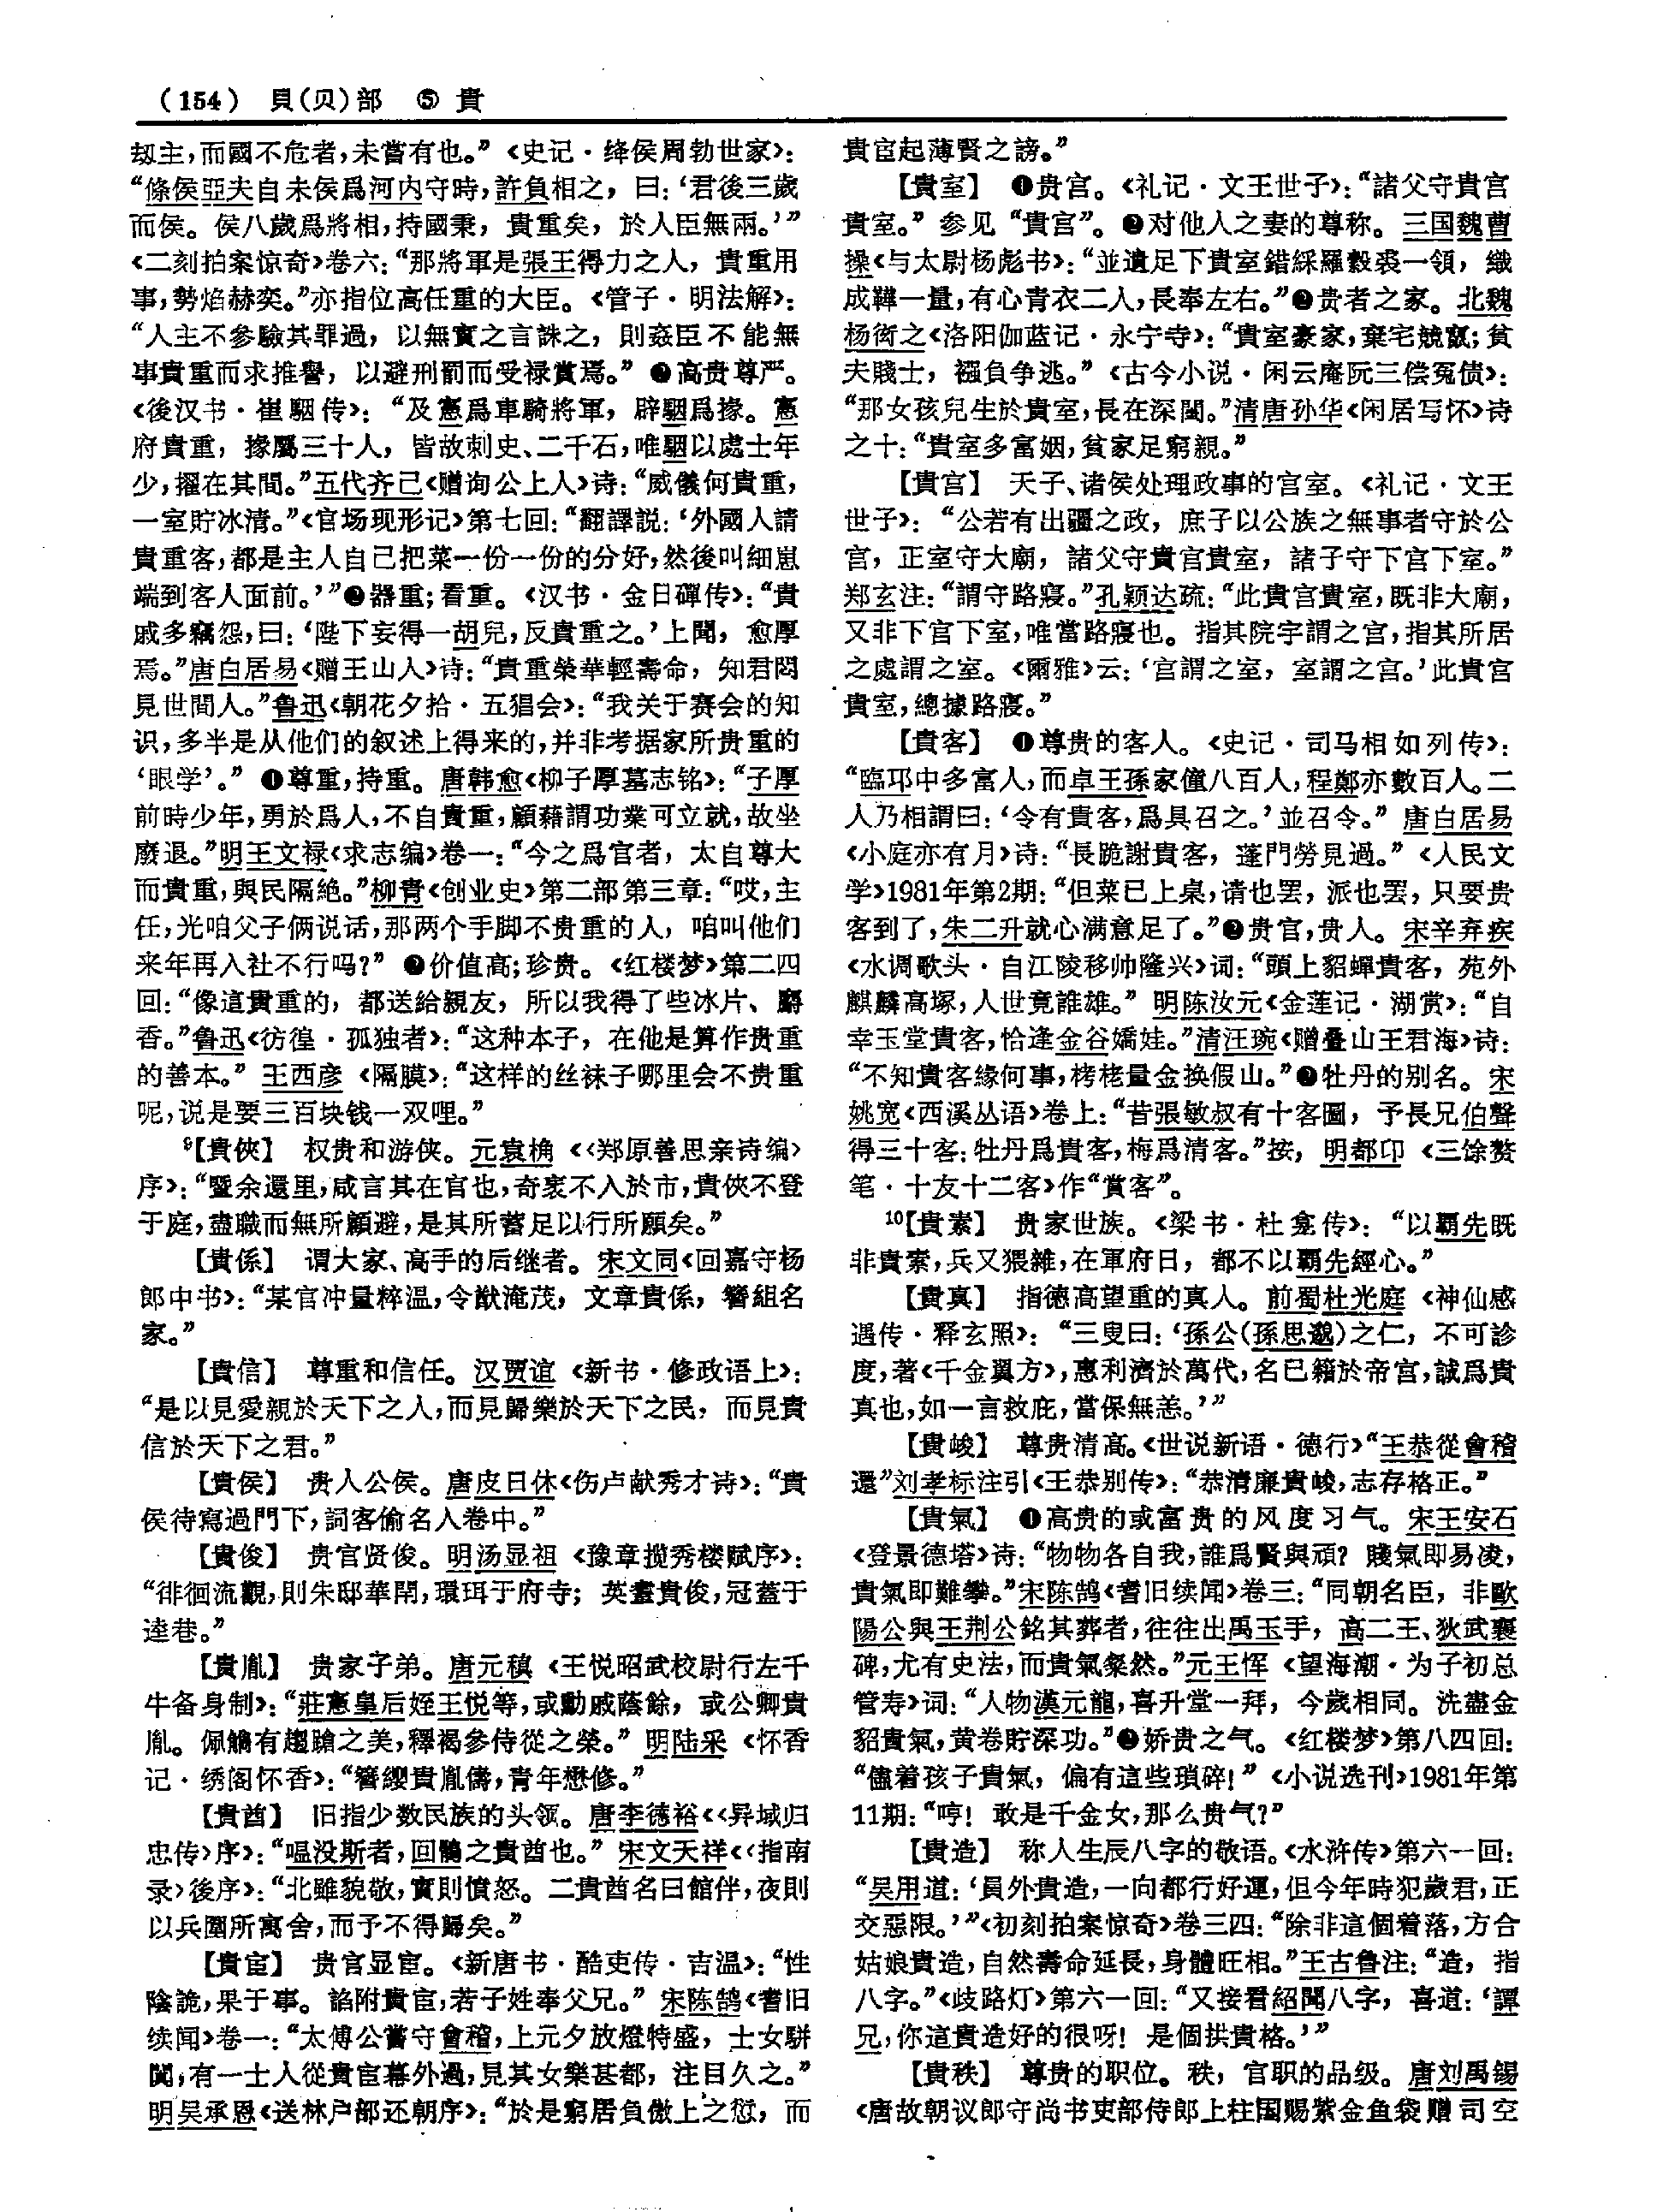 (154) 貝(贝)部 ⑤ 貴
劫主，而國不危者，未嘗有也。”《史记·绛侯周勃世家》：
“條侯亞夫自未侯爲河内守時，許負相之，曰：‘君後三歲
而侯。侯八歲爲將相，持國秉，貴重矣，於人臣無兩。’”
《二刻拍案惊奇》卷六：“那將軍是張王得力之人，貴重用
事，勢焰赫奕。”亦指位高任重的大臣。《管子·明法解》：
“人主不參驗其罪過，以無實之言誅之，則姦臣不能無
事貴重而求推譽，以避刑罰而受禄賞焉。”❷高贵尊严。
《後汉书·崔駰传》：“及憲爲車騎將軍，辟駰爲掾。憲
府貴重，掾屬三十人，皆故刺史、二千石，唯駰以處士年
少，擢在其間。”五代齐己《赠询公上人》诗：“威儀何貴重，
一室貯冰清。”《官场现形记》第七回：“翻譯説：‘外國人請
貴重客，都是主人自己把菜一份一份的分好，然後叫細崽
端到客人面前。’”❸器重；看重。《汉书·金日磾传》：“貴
戚多竊怨，曰：‘陛下妄得一胡兒，反貴重之。’上聞，愈厚
焉。”唐白居易《赠王山人》诗：“貴重榮華輕壽命，知君悶
見世間人。”鲁迅《朝花夕拾·五猖会》：“我关于赛会的知
识，多半是从他们的叙述上得来的，并非考据家所贵重的
‘眼学’。”❹尊重，持重。唐韩愈《柳子厚墓志铭》：“子厚
前時少年，勇於爲人，不自貴重，顧藉謂功業可立就，故坐
廢退。”明王文禄《求志编》卷一：“今之爲官者，太自尊大
而貴重，與民隔絶。”柳青《创业史》第二部第三章：“哎，主
任，光咱父子俩说话，那两个手脚不贵重的人，咱叫他们
来年再入社不行吗？”❺价值高；珍贵。《红楼梦》第二四
回：“像這貴重的，都送給親友，所以我得了些冰片、麝
香。”鲁迅《彷徨·孤独者》：“这种本子，在他是算作贵重
的善本。”王西彦《隔膜》：“这样的丝袜子哪里会不贵重
呢，说是要三百块钱一双哩。”
⁹【貴俠】 权贵和游侠。元袁桷《〈郑原善思亲诗编〉
序》：“暨余還里，咸言其在官也，奇衺不入於市，貴俠不登
于庭，盡職而無所顧避，是其所蓄足以行所願矣。”
【貴係】 谓大家、高手的后继者。宋文同《回嘉守杨
郎中书》：“某官冲量粹温，令猷淹茂，文章貴係，簪組名
家。”
【貴信】 尊重和信任。汉贾谊《新书·修政语上》：
“是以見愛親於天下之人，而見歸樂於天下之民，而見貴
信於天下之君。”
【貴侯】 贵人公侯。唐皮日休《伤卢献秀才诗》：“貴
侯待寫過門下，詞客偷名入卷中。”
【貴俊】 贵官贤俊。明汤显祖《豫章揽秀楼赋序》：
“徘徊流觀，則朱邸華閈，環珥于府寺；英耋貴俊，冠蓋于
逵巷。”
【貴胤】 贵家子弟。唐元稹《王悦昭武校尉行左千
牛备身制》：“莊憲皇后姪王悦等，或勳戚蔭餘，或公卿貴
胤。佩觿有趨蹌之美，釋褐參侍從之榮。”明陆采《怀香
记·绣阁怀香》：“簪纓貴胤儔，青年懋修。”
【貴酋】 旧指少数民族的头领。唐李德裕《〈异域归
忠传〉序》：“嗢没斯者，回鶻之貴酋也。”宋文天祥《〈指南
录〉後序》：“北雖貌敬，實則憤怒。二貴酋名曰館伴，夜則
以兵圍所寓舍，而予不得歸矣。”
【貴宦】 贵官显宦。《新唐书·酷吏传·吉温》：“性
陰詭，果于事。諂附貴宦，若子姓奉父兄。”宋陈鹄《耆旧
续闻》卷一：“太傅公嘗守會稽，上元夕放燈特盛，士女駢
闐，有一士人從貴宦幕外過，見其女樂甚都，注目久之。”
明吴承恩《送林户部还朝序》：“於是窮居負傲上之愆，而
貴宦起薄賢之謗。”
【貴室】 ❶贵宫。《礼记·文王世子》：“諸父守貴宫
貴室。”参见“貴宫”。❷对他人之妻的尊称。三国魏曹
操《与太尉杨彪书》：“並遺足下貴室錯綵羅縠裘一領，織
成鞾一量，有心青衣二人，長奉左右。”❸贵者之家。北魏
杨衒之《洛阳伽蓝记·永宁寺》：“貴室豪家，棄宅競竄；貧
夫賤士，襁負争逃。”《古今小说·闲云庵阮三偿冤债》：
“那女孩兒生於貴室，長在深閨。”清唐孙华《闲居写怀》诗
之十：“貴室多富姻，貧家足窮親。”
【貴宫】 天子、诸侯处理政事的宫室。《礼记·文王
世子》：“公若有出疆之政，庶子以公族之無事者守於公
宫，正室守大廟，諸父守貴宫貴室，諸子守下宫下室。”
郑玄注：“謂守路寢。”孔颖达疏：“此貴宫貴室，既非大廟，
又非下宫下室，唯當路寢也。指其院宇謂之宫，指其所居
之處謂之室。《爾雅》云：‘宫謂之室，室謂之宫。’此貴宫
貴室，總據路寢。”
【貴客】 ❶尊贵的客人。《史记·司马相如列传》：
“臨邛中多富人，而卓王孫家僮八百人，程鄭亦數百人。二
人乃相謂曰：‘令有貴客，爲具召之。’並召令。”唐白居易
《小庭亦有月》诗：“長跪謝貴客，蓬門勞見過。”《人民文
学》1981年第2期：“但菜已上桌，请也罢，派也罢，只要贵
客到了，朱二升就心满意足了。”❷贵官，贵人。宋辛弃疾
《水调歌头·自江陵移帅隆兴》词：“頭上貂蟬貴客，苑外
麒麟高塚，人世竟誰雄。”明陈汝元《金莲记·湖赏》：“自
幸玉堂貴客，恰逢金谷嬌娃。”清汪琬《赠叠山王君海》诗：
“不知貴客緣何事，栲栳量金换假山。”❸牡丹的别名。宋
姚宽《西溪丛语》卷上：“昔張敏叔有十客圖，予長兄伯聲
得三十客：牡丹爲貴客，梅爲清客。”按，明都卬《三馀赘
笔·十友十二客》作“賞客”。
¹⁰【貴素】 贵家世族。《梁书·杜龛传》：“以覇先既
非貴素，兵又猥雜，在軍府日，都不以覇先經心。”
【貴真】 指德高望重的真人。前蜀杜光庭《神仙感
遇传·释玄照》：“三叟曰：‘孫公(孫思邈)之仁，不可診
度，著《千金翼方》，惠利濟於萬代，名已籍於帝宫，誠爲貴
真也，如一言救庇，當保無恙。’”
【貴峻】 尊贵清高。《世说新语·德行》“王恭從會稽
還”刘孝标注引《王恭别传》：“恭清廉貴峻，志存格正。”
【貴氣】 ❶高贵的或富贵的风度习气。宋王安石
《登景德塔》诗：“物物各自我，誰爲賢與頑？賤氣即易凌，
貴氣即難攀。”宋陈鹄《耆旧续闻》卷三：“同朝名臣，非歐
陽公與王荆公銘其葬者，往往出禹玉手，高二王、狄武襄
碑，尤有史法，而貴氣粲然。”元王恽《望海潮·为子初总
管寿》词：“人物漢元龍，喜升堂一拜，今歲相同。洗盡金
貂貴氣，黄卷貯深功。”❷娇贵之气。《红楼梦》第八四回：
“儘着孩子貴氣，偏有這些瑣碎！”《小说选刊》1981年第
11期：“哼！敢是千金女，那么贵气？”
【貴造】 称人生辰八字的敬语。《水浒传》第六一回：
“吴用道：‘員外貴造，一向都行好運，但今年時犯歲君，正
交惡限。’”《初刻拍案惊奇》卷三四：“除非這個着落，方合
姑娘貴造，自然壽命延長，身體旺相。”王古鲁注：“造，指
八字。”《歧路灯》第六一回：“又接看紹聞八字，喜道：‘譚
兄，你這貴造好的很呀！是個拱貴格。’”
【貴秩】 尊贵的职位。秩，官职的品级。唐刘禹锡
《唐故朝议郎守尚书吏部侍郎上柱国赐紫金鱼袋赠司空